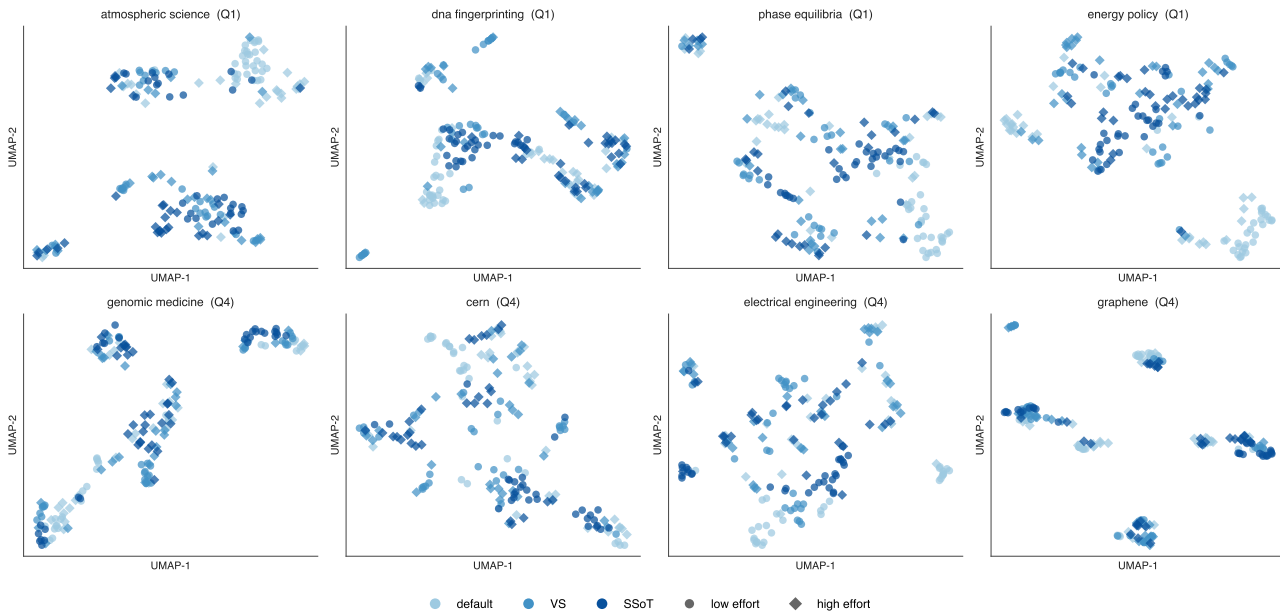 atmospheric science (Q1)
dna fingerprinting (Q1)
phase equilibria (Q1)
energy policy (Q1)
UMAP-2
UMAP-2
UMAP-2
UMAP-2
UMAP-1
UMAP-1
UMAP-1
UMAP-1
genomic medicine (Q4)
cern (Q4)
electrical engineering (Q4)
graphene (Q4)
UMAP-2
UMAP-2
UMAP-2
UMAP-2
UMAP-1
UMAP-1
UMAP-1
UMAP-1
default VS SSoT low effort high effort